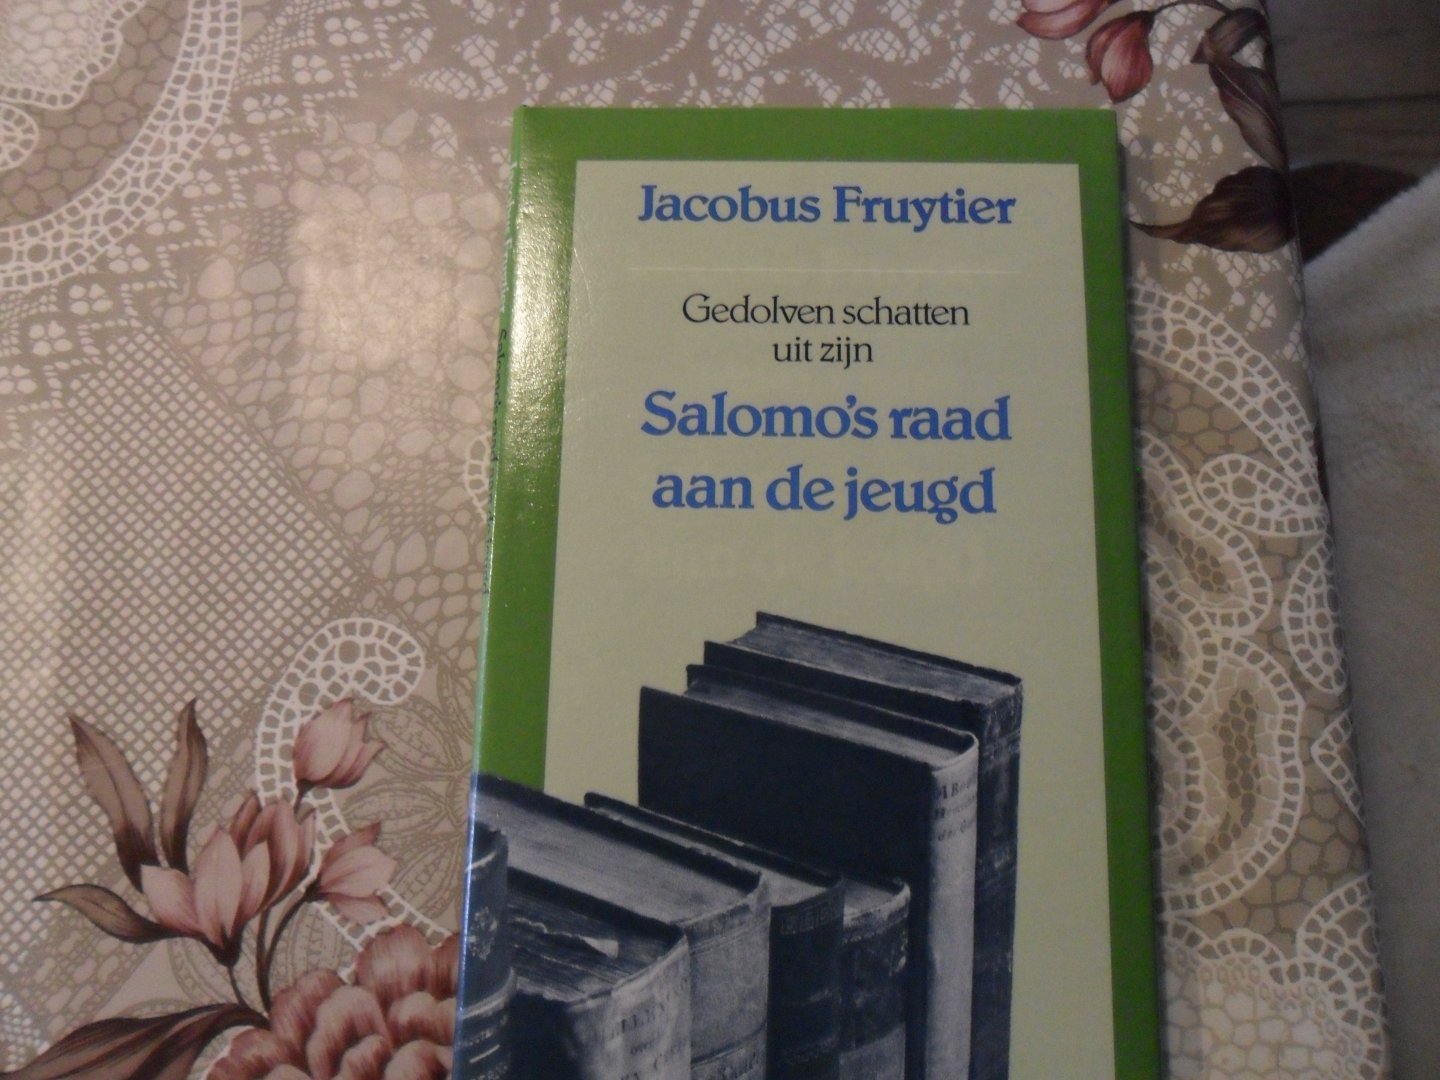 Jacobus Fruytier
Gedolven schatten
uit zijn
Salomo's raad
aan de jeugd